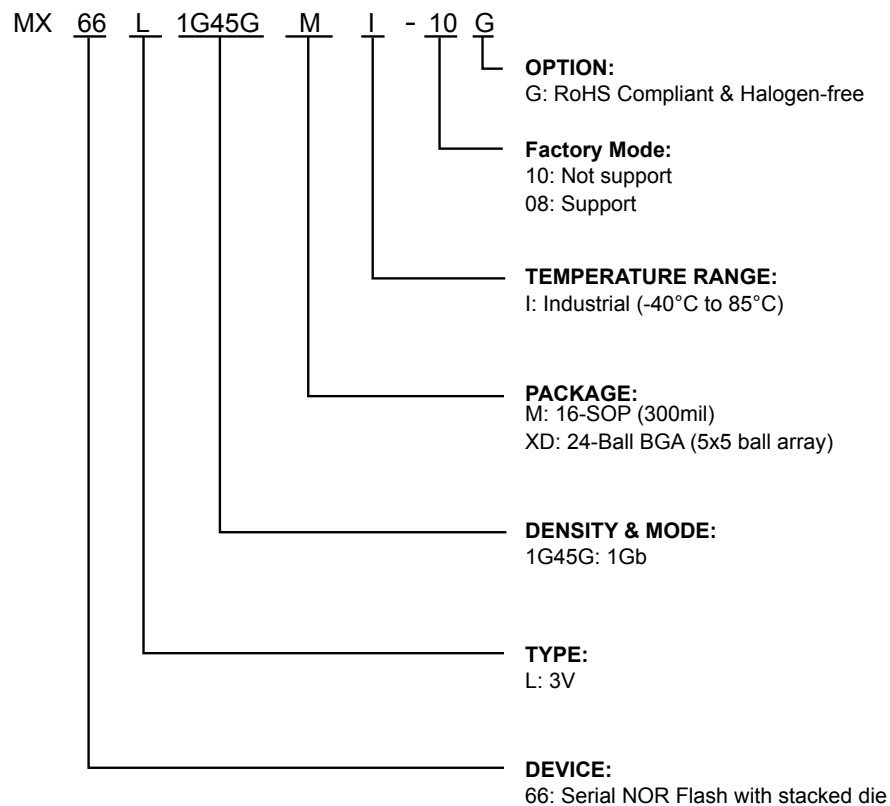 MX 66 L 1G45G M I - 10 G
OPTION:
G: RoHS Compliant & Halogen-free
Factory Mode:
10: Not support
08: Support
TEMPERATURE RANGE:
I: Industrial (-40°C to 85°C)
PACKAGE:
M: 16-SOP (300mil)
XD: 24-Ball BGA (5x5 ball array)
DENSITY & MODE:
1G45G: 1Gb
TYPE:
L: 3V
DEVICE:
66: Serial NOR Flash with stacked die